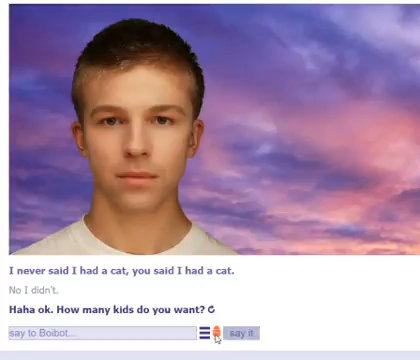 I never said I had a cat, you said I had a cat.
No I didn't.
Haha ok. How many kids do you want?
say to Boibot...
say it